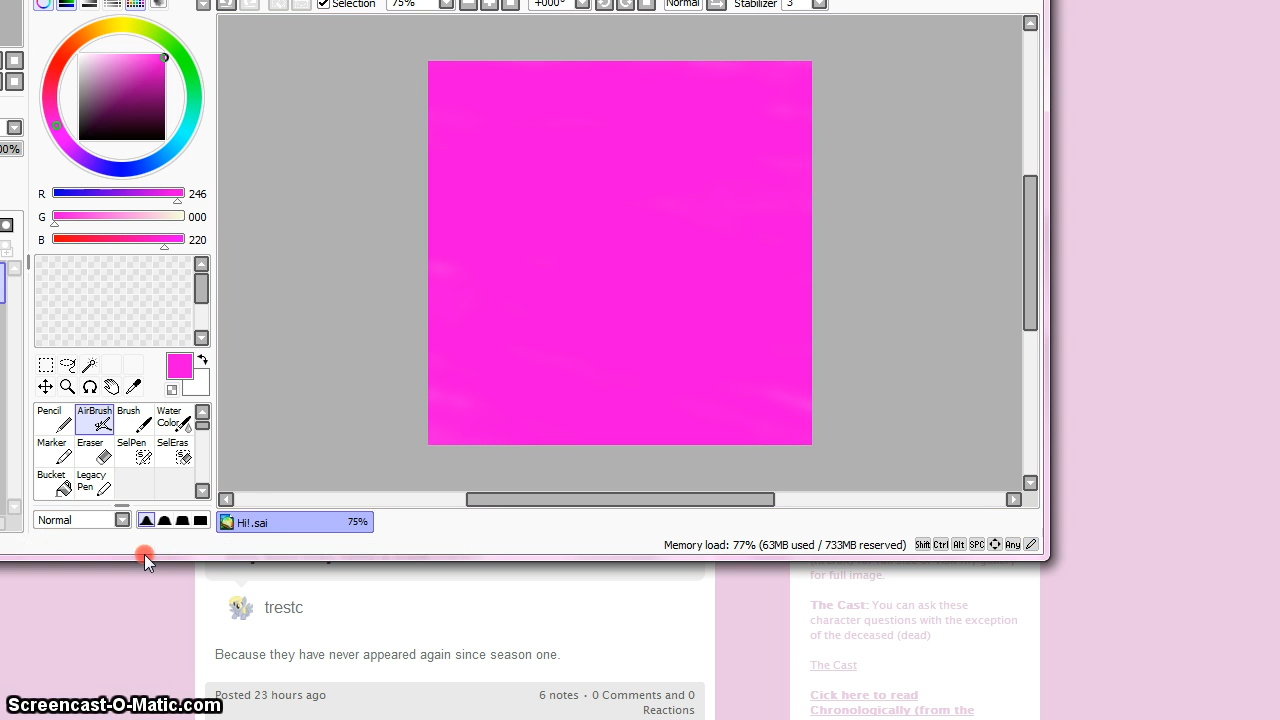 Selection 75% +000° Normal Stabilizer 3
00%
R 246
G 000
B 220
Pencil AirBrush Brush Water Color
Marker Eraser SelPen SelEras
Bucket Legacy Pen
Normal
Hi!.sai 75%
Memory load: 77% (63MB used / 733MB reserved) Shift Ctrl Alt SPC Any
for full image.
trestc
The Cast: You can ask these
character questions with the exception
of the deceased (dead)
Because they have never appeared again since season one.
The Cast
Posted 23 hours ago 6 notes · 0 Comments and 0
Reactions
Click here to read
Chronologically (from the
Screencast-O-Matic.com